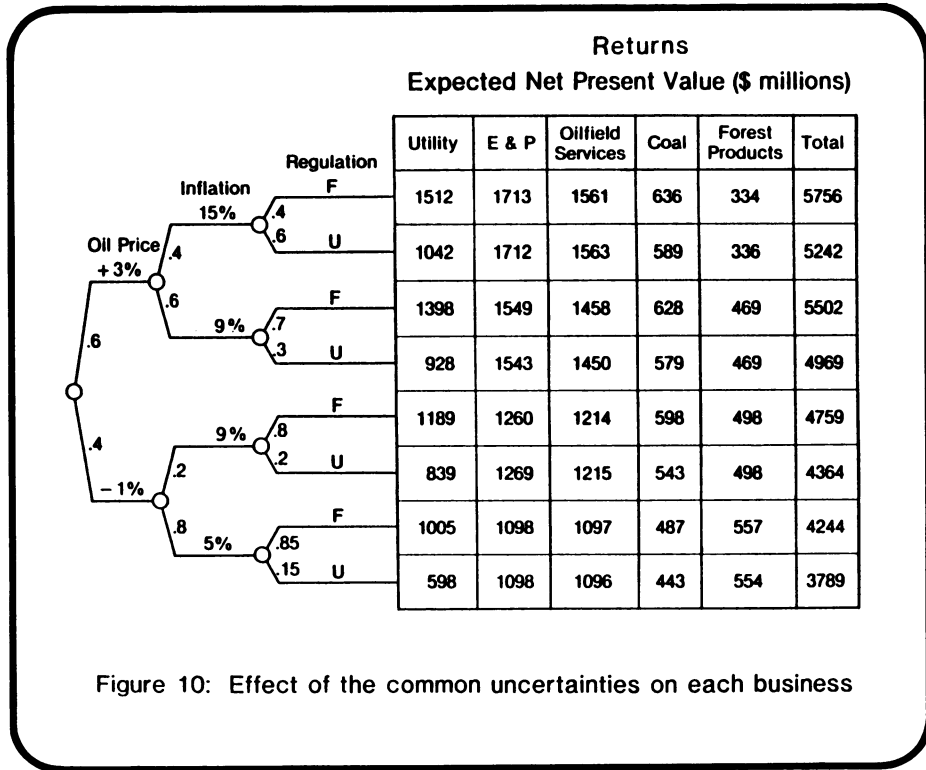 Returns
Expected Net Present Value ($ millions)
Utility E & P Oilfield Services Coal Forest Products Total
Oil Price Inflation Regulation
+3% .6
-1% .4
15% .4
9% .6
9% .2
5% .8
F .4 1512 1713 1561 636 334 5756
U .6 1042 1712 1563 589 336 5242
F .7 1398 1549 1458 628 469 5502
U .3 928 1543 1450 579 469 4969
F .8 1189 1260 1214 598 498 4759
U .2 839 1269 1215 543 498 4364
F .85 1005 1098 1097 487 557 4244
U .15 598 1098 1096 443 554 3789
Figure 10: Effect of the common uncertainties on each business